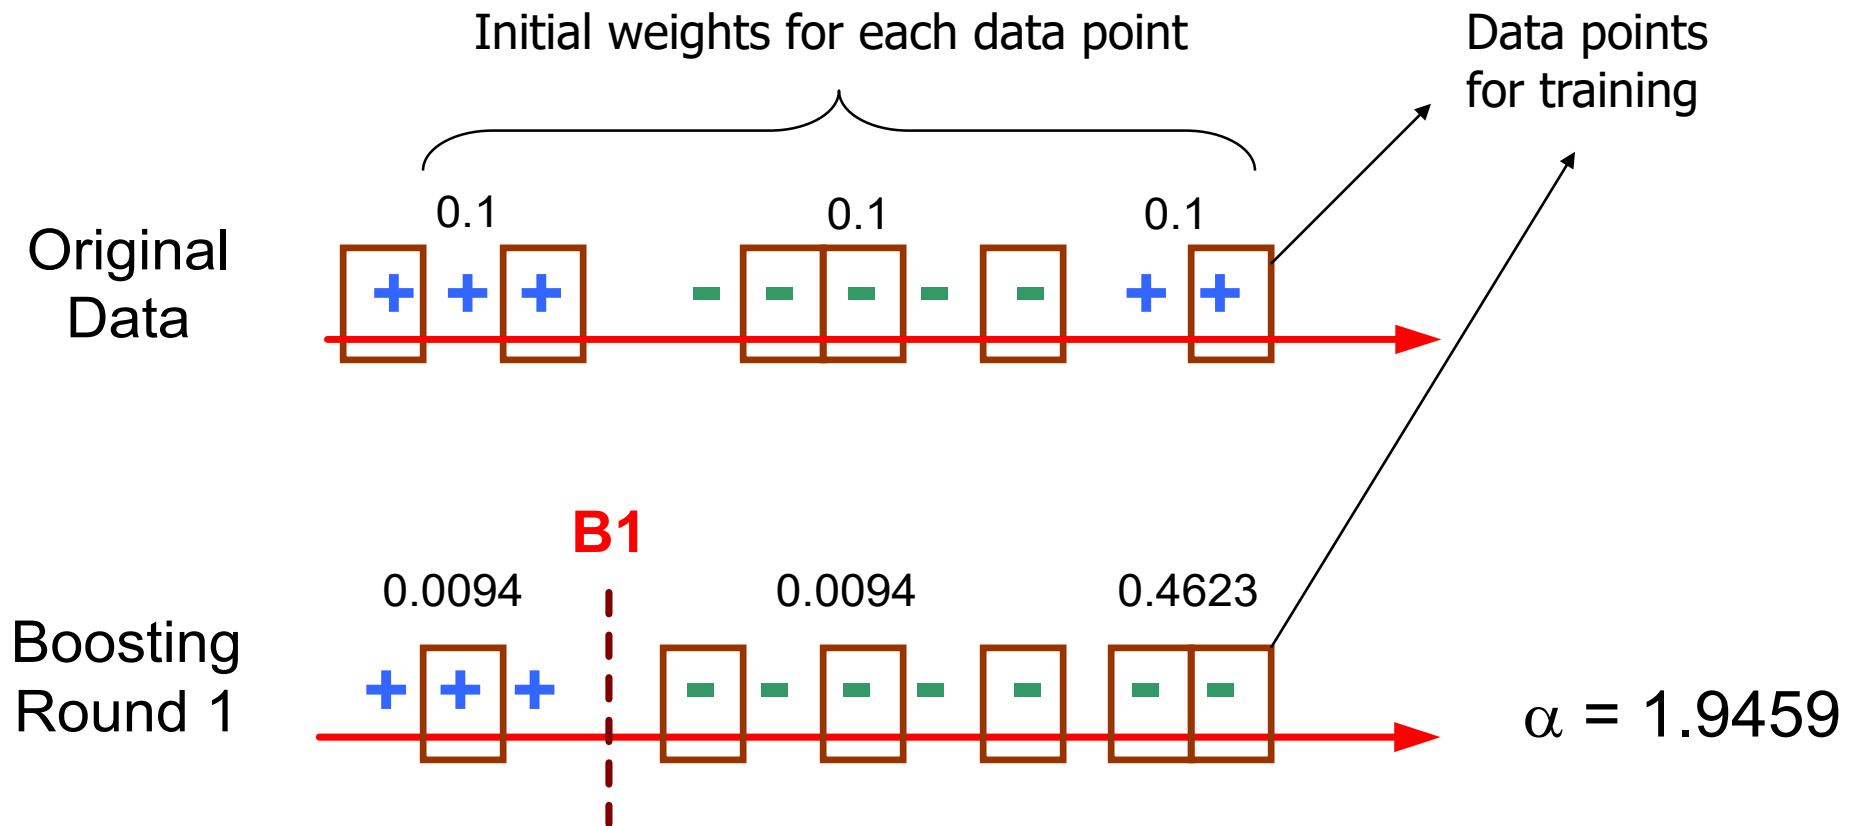 Initial weights for each data point
Data points
for training
0.1 0.1 0.1
Original
Data
+ + + - - - - - + +
B1
0.0094 0.0094 0.4623
Boosting
Round 1
+ + + - - - - - - -
α = 1.9459